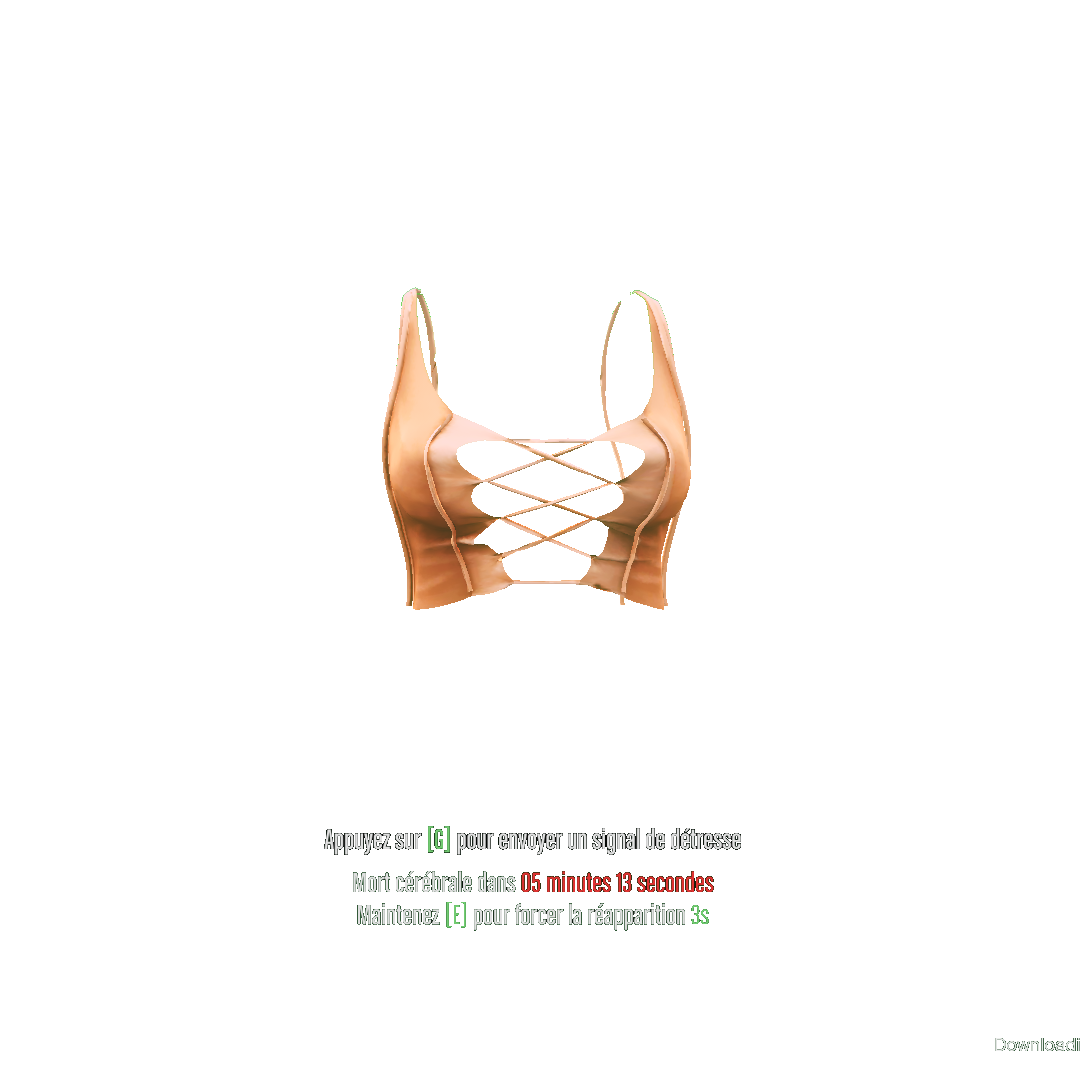 Appuyez sur [G] pour envoyer un signal de détresse
Mort cérébrale dans 05 minutes 13 secondes
Maintenez [E] pour forcer la réapparition 3s
Downloadi